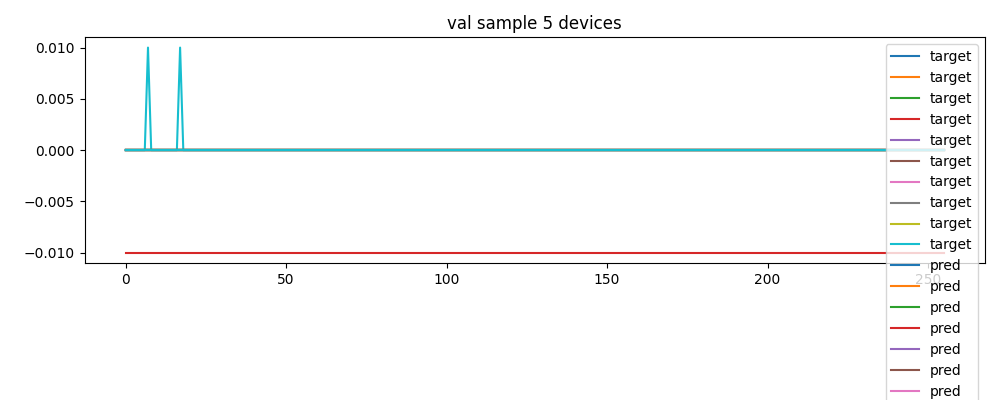 val sample 5 devices
0.010
0.005
0.000
−0.005
−0.010
0
50
100
150
200
250
target
target
target
target
target
target
target
target
target
target
pred
pred
pred
pred
pred
pred
pred